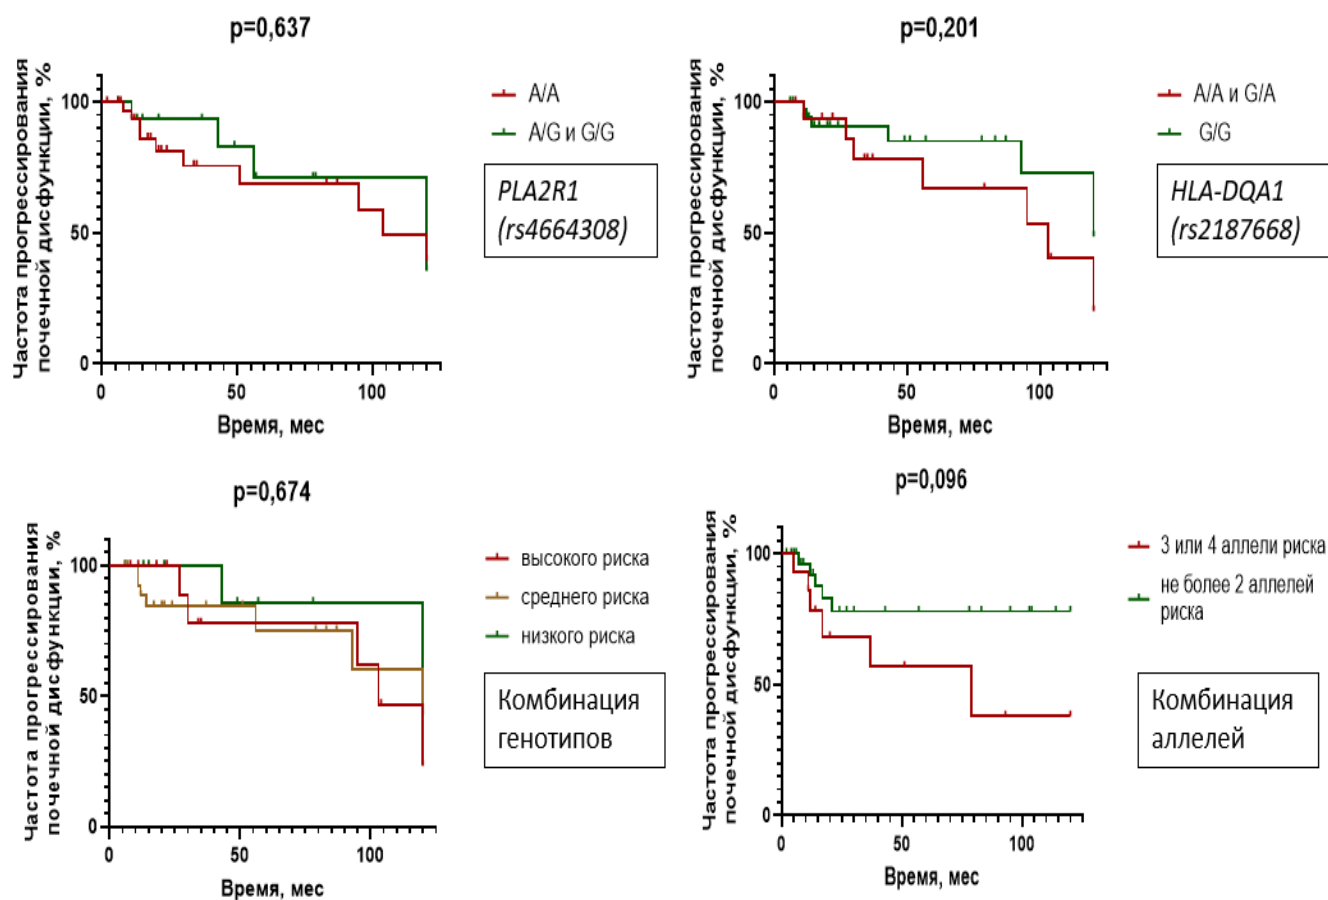 p=0,637
Частота прогрессирования
почечной дисфункции, %
100
50
0
0
50
100
Время, мес
A/A
A/G и G/G
PLA2R1
(rs4664308)
p=0,201
Частота прогрессирования
почечной дисфункции, %
100
50
0
0
50
100
Время, мес
A/A и G/A
G/G
HLA-DQA1
(rs2187668)
p=0,674
Частота прогрессирования
почечной дисфункции, %
100
50
0
0
50
100
Время, мес
высокого риска
среднего риска
низкого риска
Комбинация
генотипов
p=0,096
Частота прогрессирования
почечной дисфункции, %
100
50
0
0
50
100
Время, мес
3 или 4 аллели риска
не более 2 аллелей
риска
Комбинация
аллелей